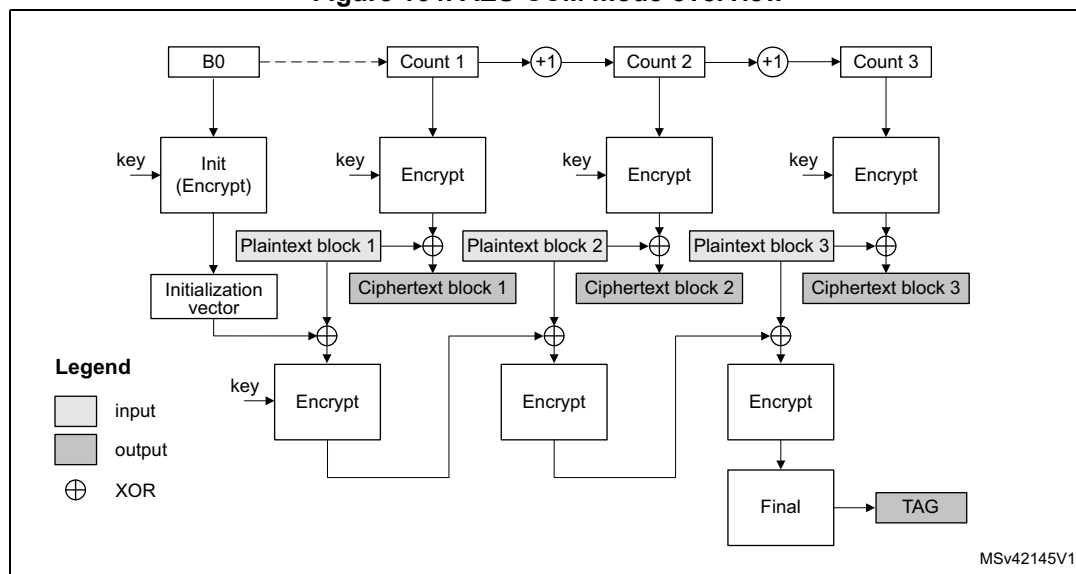 B0
Count 1
+1
Count 2
+1
Count 3
key
Init
(Encrypt)
key
Encrypt
key
Encrypt
key
Encrypt
Plaintext block 1
Plaintext block 2
Plaintext block 3
Initialization
vector
Ciphertext block 1
Ciphertext block 2
Ciphertext block 3
Legend
input
output
XOR
key
Encrypt
Encrypt
Encrypt
Final
TAG
MSv42145V1